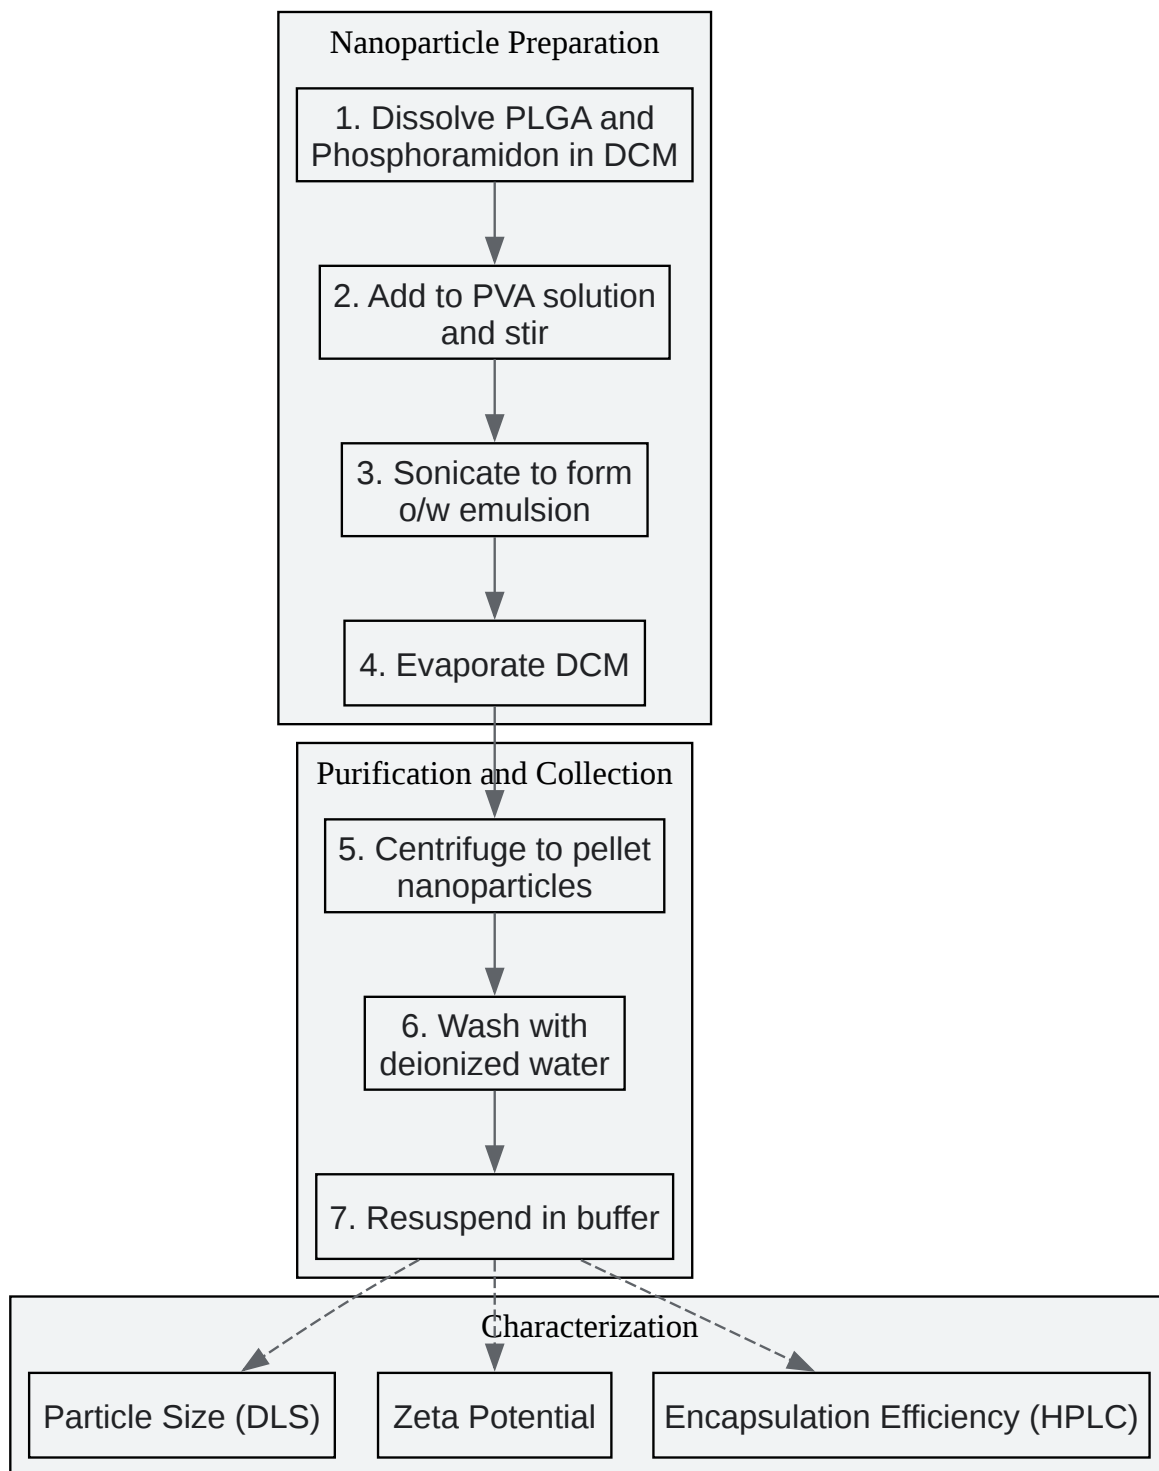 Nanoparticle Preparation
1. Dissolve PLGA and
Phosphoramidon in DCM
2. Add to PVA solution
and stir
3. Sonicate to form
o/w emulsion
4. Evaporate DCM
Purification and Collection
5. Centrifuge to pellet
nanoparticles
6. Wash with
deionized water
7. Resuspend in buffer
Characterization
Particle Size (DLS)
Zeta Potential
Encapsulation Efficiency (HPLC)